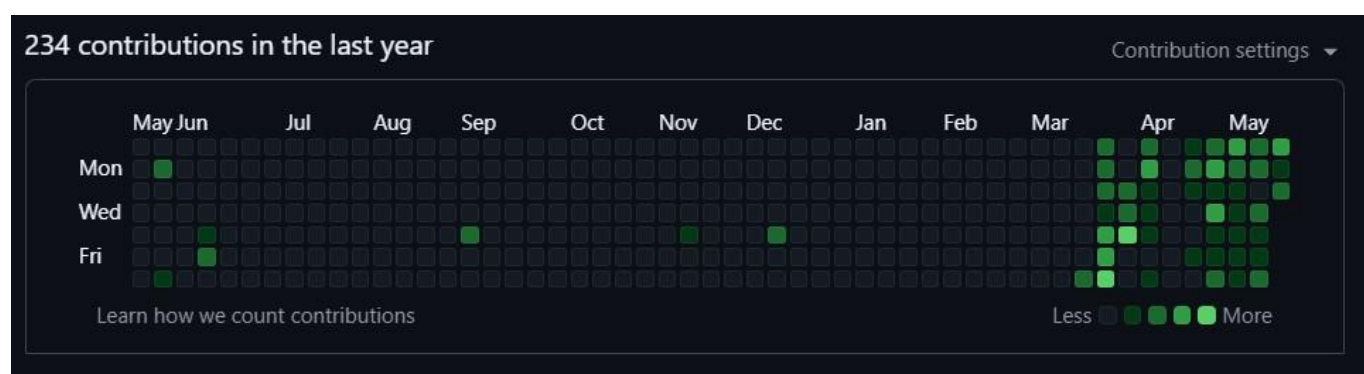 234 contributions in the last year
Contribution settings
May Jun Jul Aug Sep Oct Nov Dec Jan Feb Mar Apr May
Mon
Wed
Fri
Learn how we count contributions
Less More